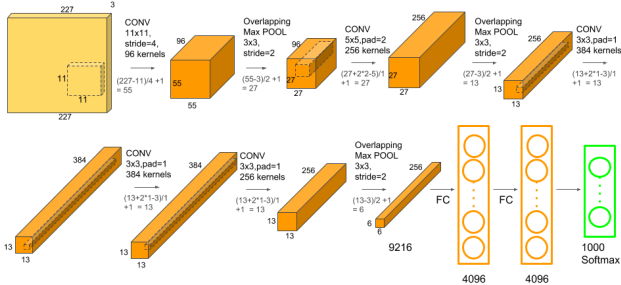 227
3
11
11
227
CONV
11x11,
stride=4,
96 kernels
(227-11)/4 +1
= 55
96
55
55
Overlapping
Max POOL
3x3,
stride=2
(55-3)/2 +1
= 27
96
27
27
CONV
5x5,pad=2
256 kernels
(27+2*2-5)/1
+1 = 27
256
27
27
Overlapping
Max POOL
3x3,
stride=2
(27-3)/2 +1
= 13
256
13
13
CONV
3x3,pad=1
384 kernels
(13+2*1-3)/1
+1 = 13
384
13
13
CONV
3x3,pad=1
384 kernels
(13+2*1-3)/1
+1 = 13
384
13
13
CONV
3x3,pad=1
256 kernels
(13+2*1-3)/1
+1 = 13
256
13
13
Overlapping
Max POOL
3x3,
stride=2
(13-3)/2 +1
= 6
256
6
6
9216
FC
4096
FC
4096
1000
Softmax